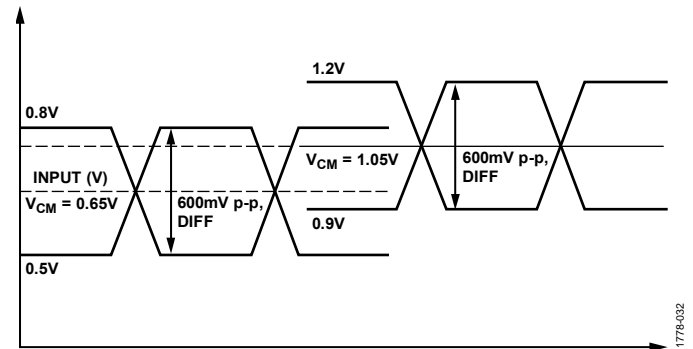 1.2V
0.8V
V_CM = 1.05V
INPUT (V)
V_CM = 0.65V
600mV p-p,
DIFF
600mV p-p,
DIFF
0.9V
0.5V
1778-032